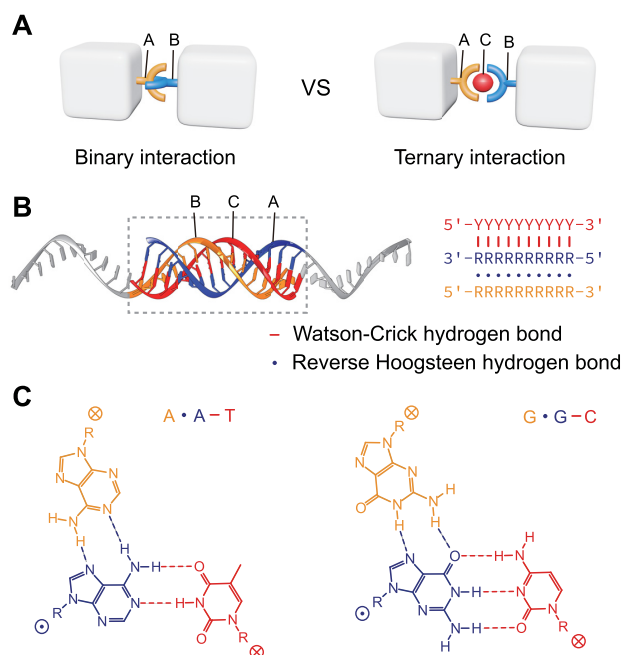 A
A B
VS
A C B
Binary interaction
Ternary interaction
B
B C A
5'-YYYYYYYYYY-3'
3'-RRRRRRRRRR-5'
5'-RRRRRRRRRR-3'
– Watson-Crick hydrogen bond
• Reverse Hoogsteen hydrogen bond
C
A • A – T
G • G – C
R
N N
N N
H N
H
H
N N H O
N N H N
R
O N
R
R
N N
N
O N N H
H H
H
N O H N
N N H N
R
N N H O N
H
R